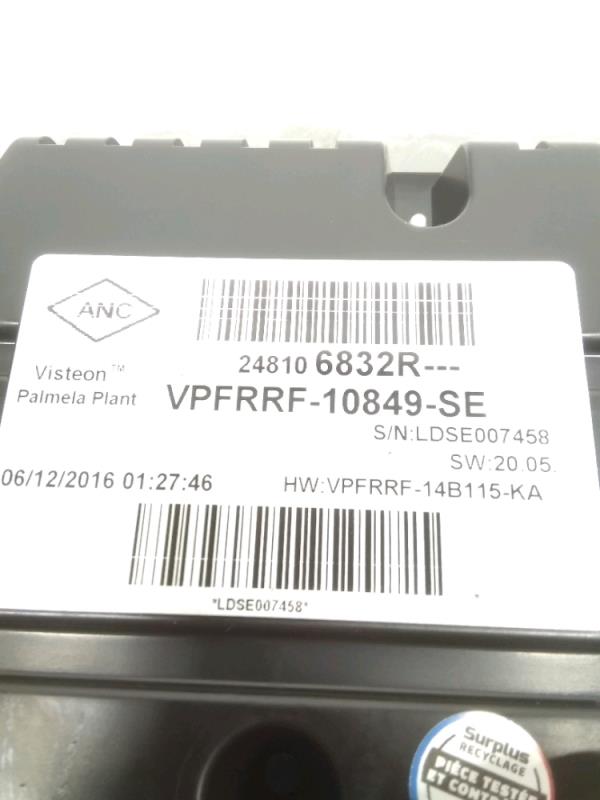 ANC
24810 6832R---
Visteon™
Palmela Plant
VPFRRF-10849-SE
S/N:LDSE007458
SW:20.05.
06/12/2016 01:27:46
HW:VPFRRF-14B115-KA
*LDSE007458*
Surplus
RECYCLAGE
PIÈCE TESTÉE
ET